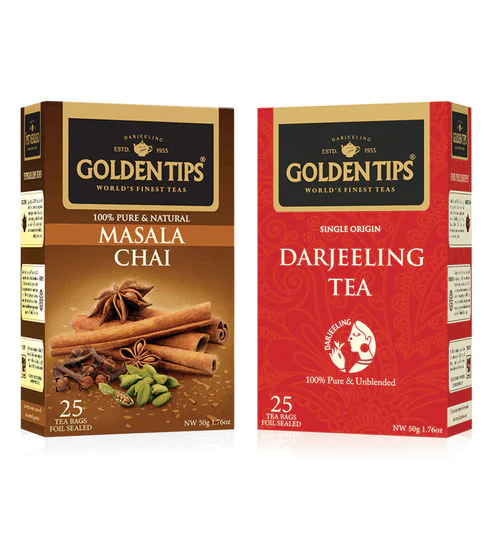 DARJEELING
ESTD. 1933
GOLDEN TIPS®
WORLD'S FINEST TEAS
100% PURE & NATURAL
MASALA
CHAI
25
TEA BAGS
FOIL SEALED
NW 50g 1.76oz
DARJEELING
ESTD. 1933
GOLDEN TIPS®
WORLD'S FINEST TEAS
SINGLE ORIGIN
DARJEELING
TEA
DARJEELING
100% Pure & Unblended
25
TEA BAGS
FOIL SEALED
NW 50g 1.76oz